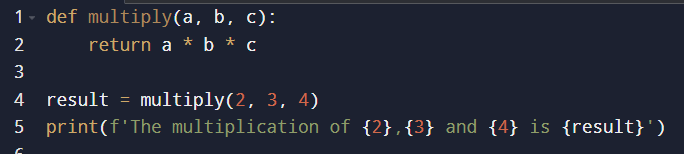 1 def multiply(a, b, c):
2     return a * b * c
3
4 result = multiply(2, 3, 4)
5 print(f'The multiplication of {2},{3} and {4} is {result}')